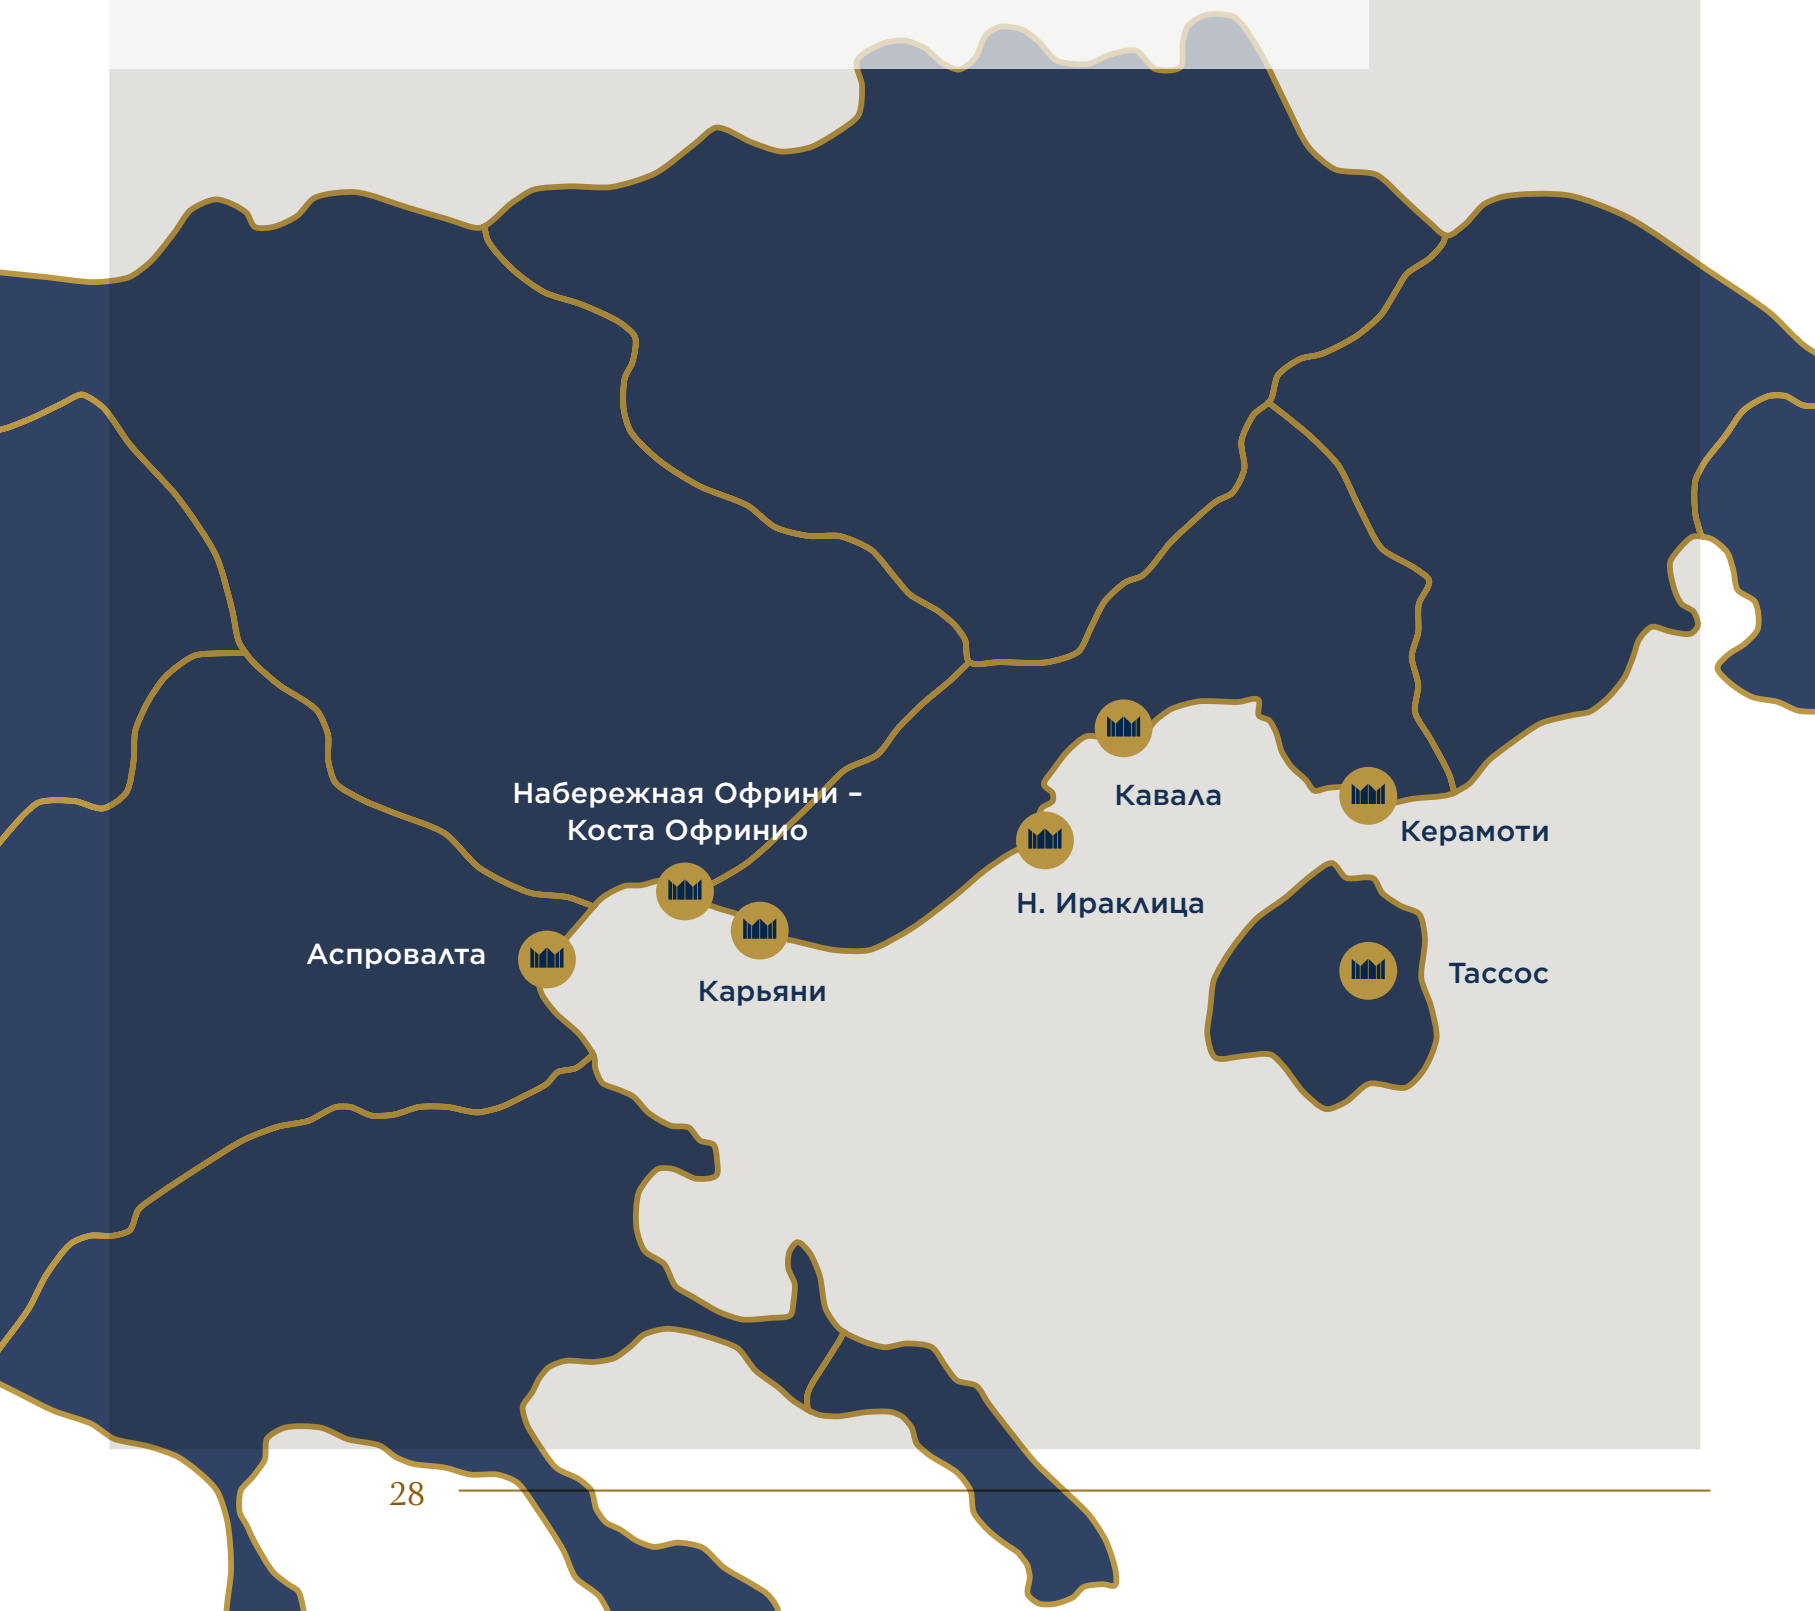 Набережная Офрини –
Коста Офринио
Кавала
Керамоти
Н. Ираклица
Аспровалта
Карьяни
Тассос
28